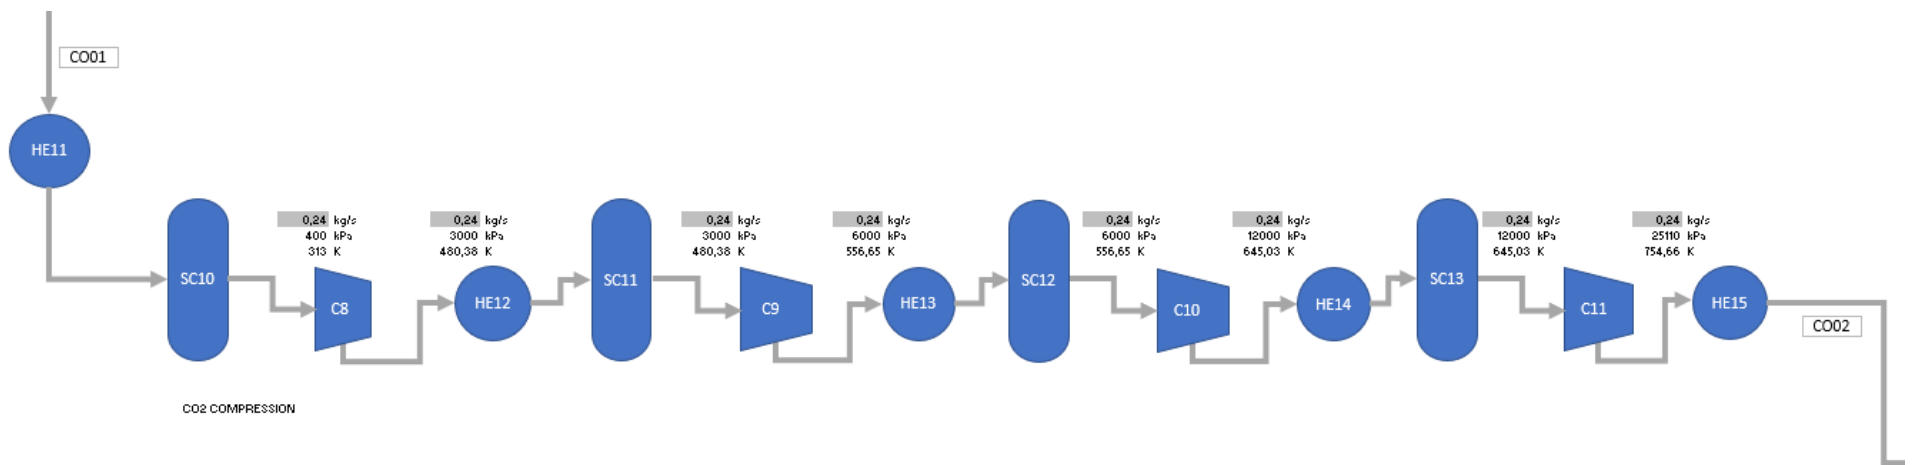 CO01
HE11
SC10
0,24 kg/s
400 kPa
313 K
C8
0,24 kg/s
3000 kPa
480,38 K
HE12
SC11
0,24 kg/s
3000 kPa
480,38 K
C9
0,24 kg/s
6000 kPa
556,65 K
HE13
SC12
0,24 kg/s
6000 kPa
556,65 K
C10
0,24 kg/s
12000 kPa
645,03 K
HE14
SC13
0,24 kg/s
12000 kPa
645,03 K
C11
0,24 kg/s
25110 kPa
754,66 K
HE15
CO02
CO2 COMPRESSION